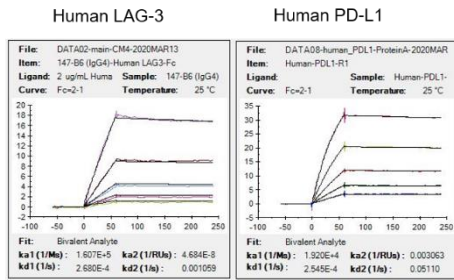 Human LAG-3
File: DATA02-main-CM4-2020MAR13
Item: 147-B6 (IgG4)-Human LAG3-Fc
Ligand: 2 ug/mL Huma Sample: 147-B6 (IgG4)
Curve: Fc=2-1 Temperature: 25 °C
20
18
16
14
12
10
8
6
4
2
0
-2
-4
-100 -50 0 50 100 150 200 250
Fit: Bivalent Analyte
ka1 (1/Ms) : 1.607E+5 ka2 (1/RUs) : 4.684E-8
kd1 (1/s) : 2.680E-4 kd2 (1/s) : 0.001059
Human PD-L1
File: DATA08-human_PDL1-ProteinA-2020MAR
Item: Human-PDL1-R1
Ligand: Sample: Human-PDL1-
Curve: Fc=2-1 Temperature: 25 °C
35
30
25
20
15
10
5
0
-5
-100 -50 0 50 100 150 200 250
Fit: Bivalent Analyte
ka1 (1/Ms) : 1.920E+4 ka2 (1/RUs) : 0.003063
kd1 (1/s) : 2.545E-4 kd2 (1/s) : 0.05110